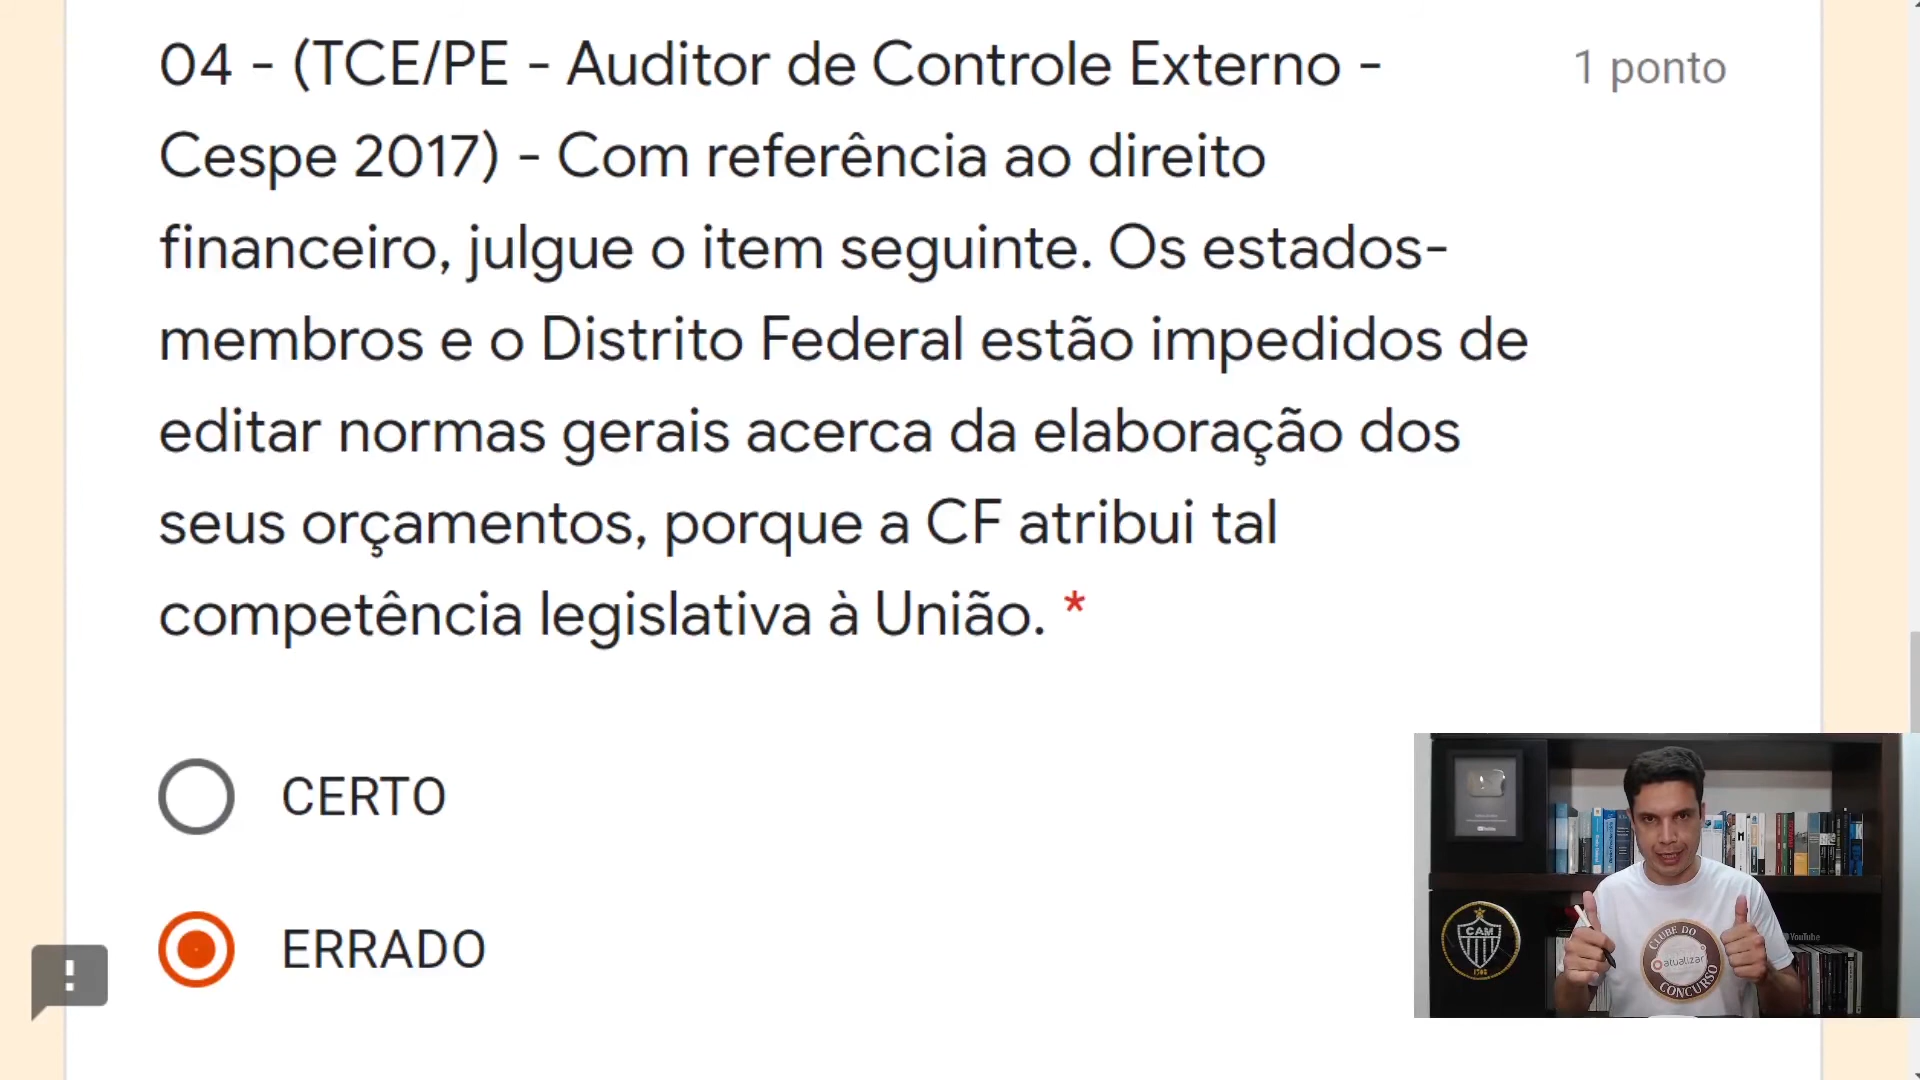 04 - (TCE/PE - Auditor de Controle Externo -
1 ponto
Cespe 2017) - Com referência ao direito
financeiro, julgue o item seguinte. Os estados-
membros e o Distrito Federal estão impedidos de
editar normas gerais acerca da elaboração dos
seus orçamentos, porque a CF atribui tal
competência legislativa à União. *
CERTO
ERRADO
CAM
CLUBE DO
atualizar
CONCURSO
YouTube